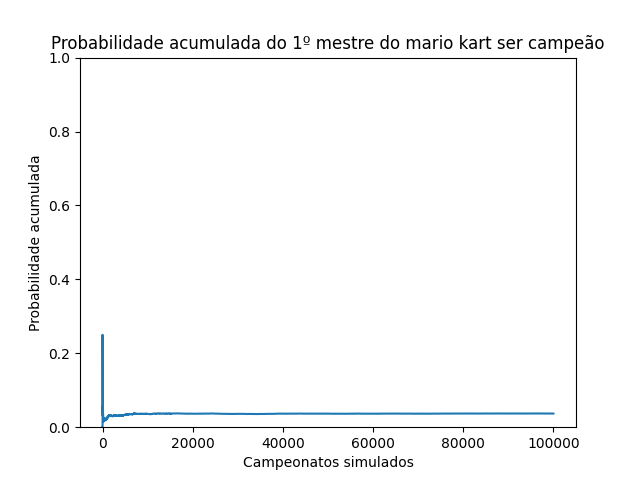 Probabilidade acumulada do 1º mestre do mario kart ser campeão
1.0
0.8
0.6
0.4
0.2
0.0
Probabilidade acumulada
0 20000 40000 60000 80000 100000
Campeonatos simulados